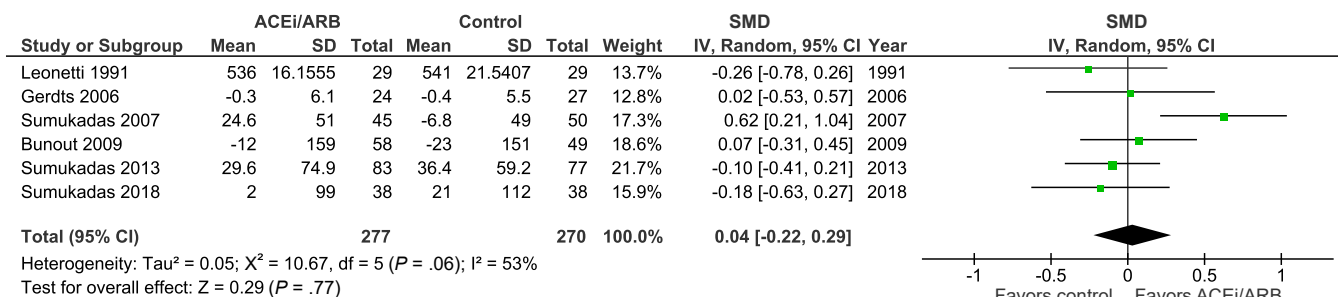 ACEi/ARB Control SMD SMD
Study or Subgroup Mean SD Total Mean SD Total Weight IV, Random, 95% CI Year IV, Random, 95% CI
Leonetti 1991 536 16.1555 29 541 21.5407 29 13.7% -0.26 [-0.78, 0.26] 1991
Gerdts 2006 -0.3 6.1 24 -0.4 5.5 27 12.8% 0.02 [-0.53, 0.57] 2006
Sumukadas 2007 24.6 51 45 -6.8 49 50 17.3% 0.62 [0.21, 1.04] 2007
Bunout 2009 -12 159 58 -23 151 49 18.6% 0.07 [-0.31, 0.45] 2009
Sumukadas 2013 29.6 74.9 83 36.4 59.2 77 21.7% -0.10 [-0.41, 0.21] 2013
Sumukadas 2018 2 99 38 21 112 38 15.9% -0.18 [-0.63, 0.27] 2018
Total (95% CI) 277 270 100.0% 0.04 [-0.22, 0.29]
Heterogeneity: Tau² = 0.05; X² = 10.67, df = 5 (P = .06); I² = 53%
Test for overall effect: Z = 0.29 (P = .77)
-1 -0.5 0 0.5 1
Favors control Favors ACEi/ARB